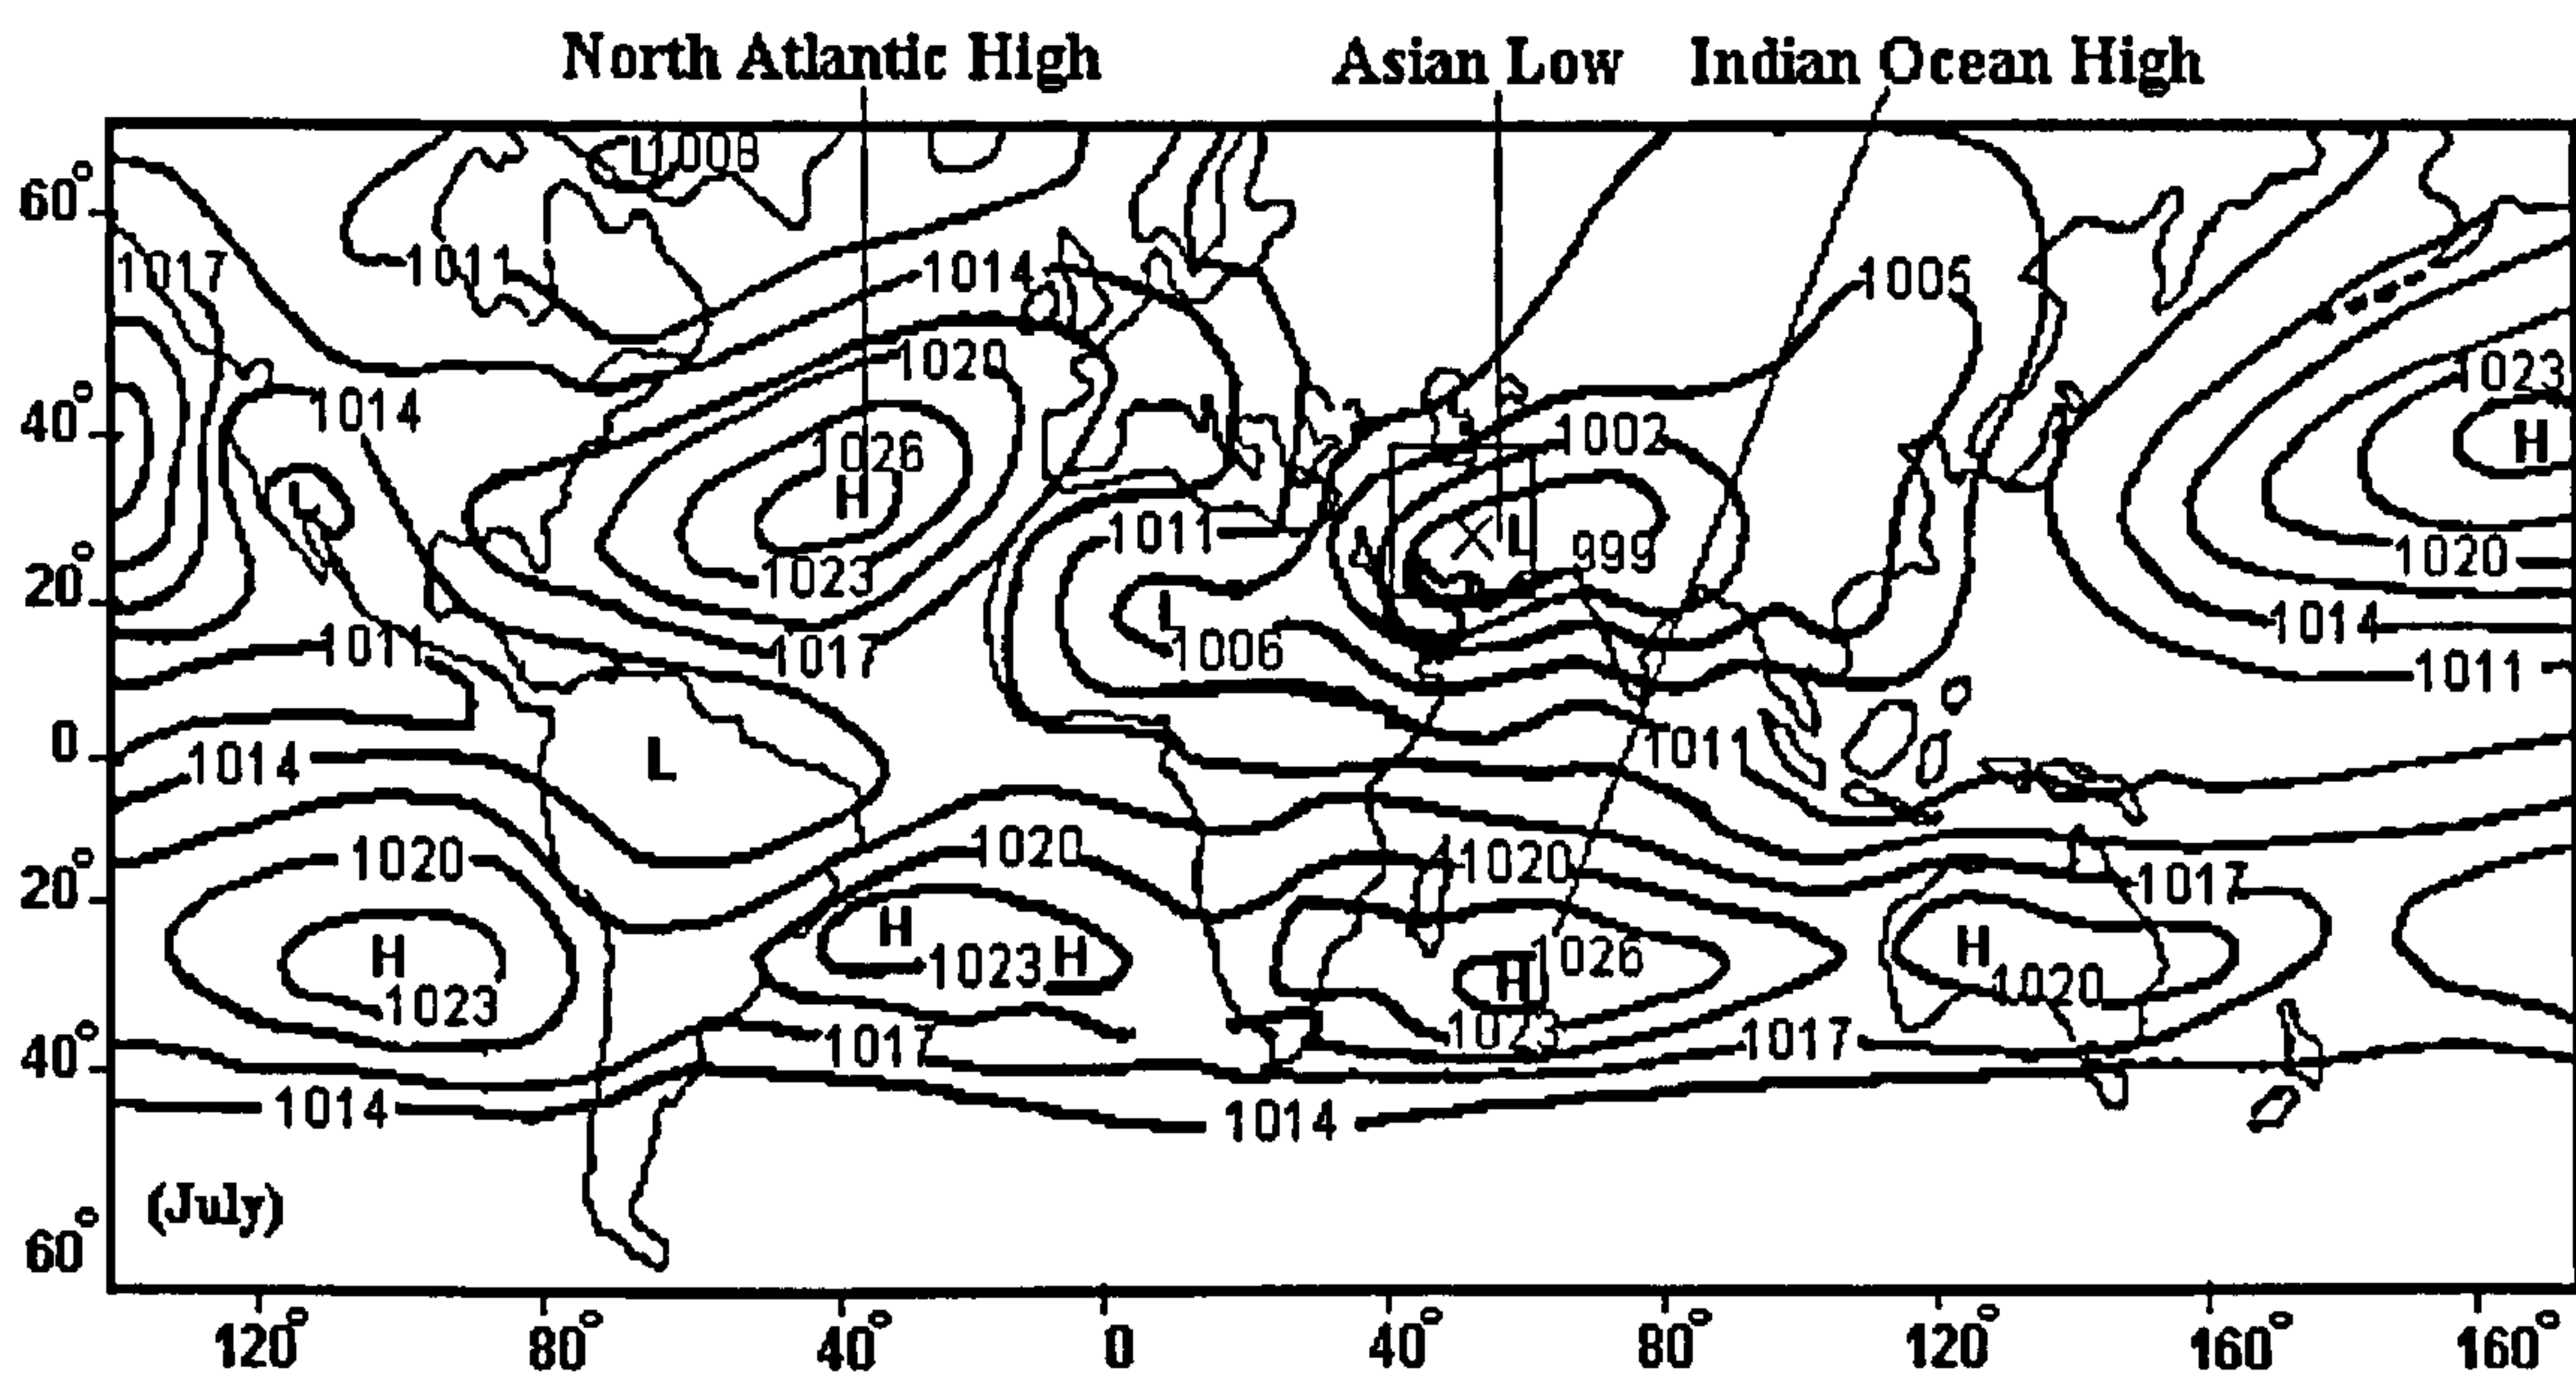 North Atlantic High Asian Low Indian Ocean High
L 1008
60°
1017 1011 1014 1005
1020 1023
40° 1014 1026 1002 H
L H 1011 L 999
1023 1020
20° L
1011 1017 1006 1014
1011
0 1014 L 1011
20° 1020 1020 1020 1017
H H 1023 H 1026 H
H 1020
1023 1023
40° 1017 1017
1014 1014
(July)
60°
120° 80° 40° 0 40° 80° 120° 160° 160°